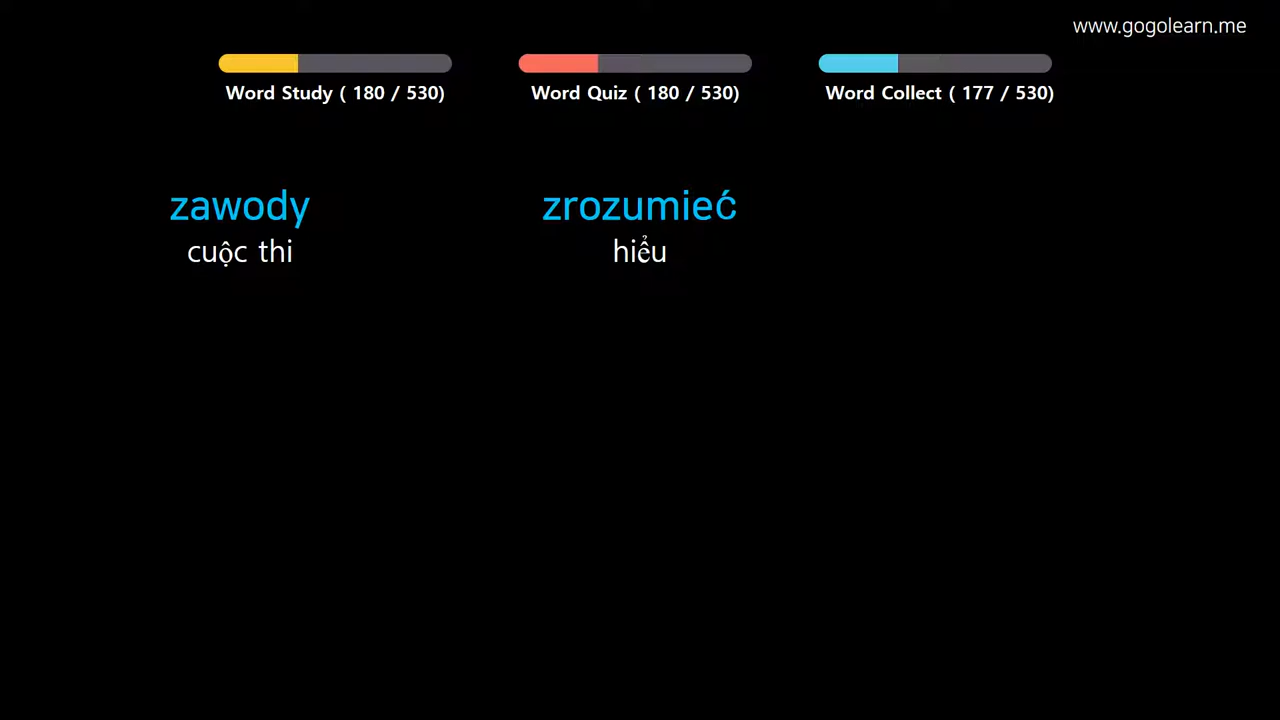 www.gogolearn.me
Word Study ( 180 / 530)
Word Quiz ( 180 / 530)
Word Collect ( 177 / 530)
zawody
cuộc thi
zrozumieć
hiểu